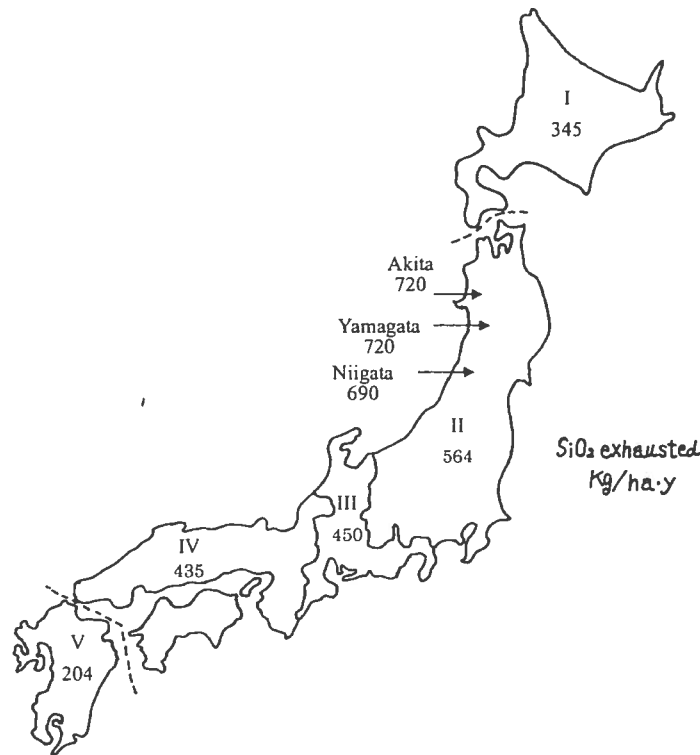 I
345
Akita
720
Yamagata
720
Niigata
690
II
564
SiO₂ exhausted
Kg/ha·y
III
450
IV
435
V
204